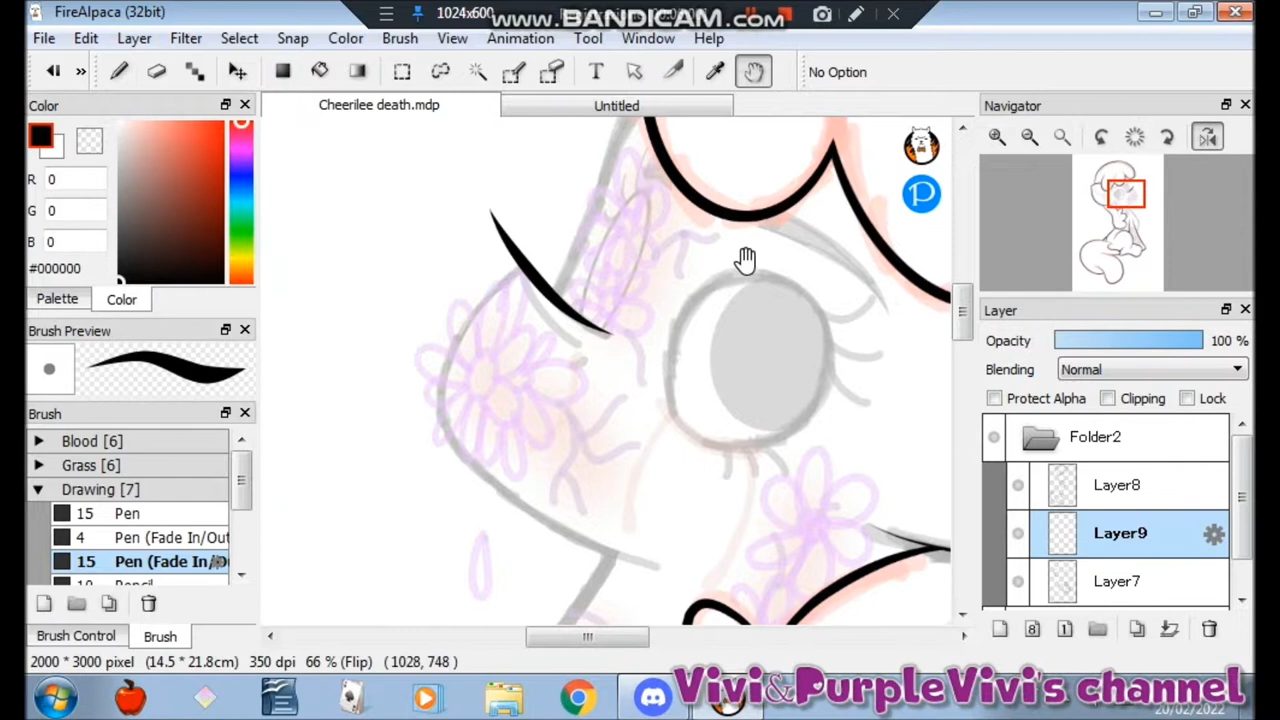 FireAlpaca (32bit)
1024x600
www.BANDICAM.com
File Edit Layer Filter Select Snap Color Brush View Animation Tool Window Help
No Option
Color
Cheerilee death.mdp
Untitled
Navigator
R 0
G 0
B 0
#000000
Palette Color
Brush Preview
Brush
Blood [6]
Grass [6]
Drawing [7]
15 Pen
4 Pen (Fade In/Out
15 Pen (Fade In/O
Pencil
Brush Control Brush
Layer
Opacity 100 %
Blending Normal
Protect Alpha Clipping Lock
Folder2
Layer8
Layer9
Layer7
8 1
2000 * 3000 pixel (14.5 * 21.8cm) 350 dpi 66 % (Flip) (1028, 748)
Vivi&PurpleVivi's channel
20/02/2022